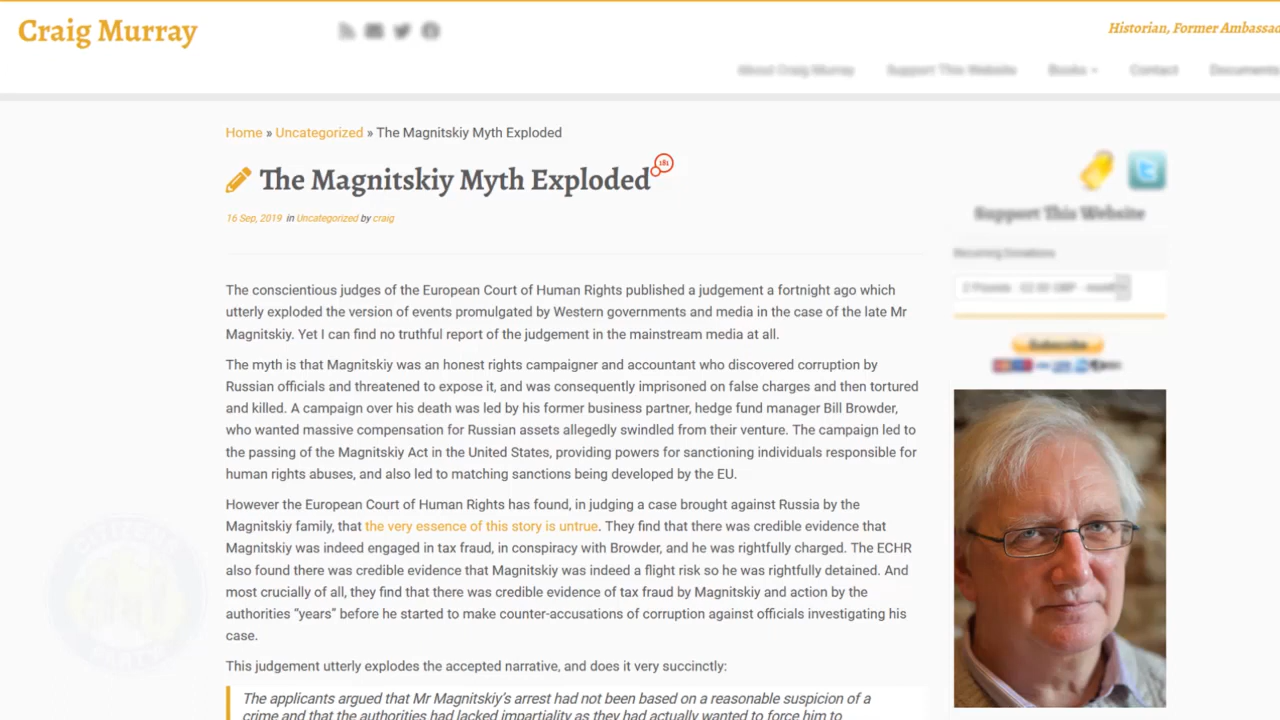 Craig Murray
Historian, Former Ambassad
About Craig Murray Support This Website Books Contact Documents
Home » Uncategorized » The Magnitskiy Myth Exploded
The Magnitskiy Myth Exploded
181
16 Sep, 2019 in Uncategorized by craig
Support This Website
Recurring Donations
The conscientious judges of the European Court of Human Rights published a judgement a fortnight ago which
utterly exploded the version of events promulgated by Western governments and media in the case of the late Mr
Magnitskiy. Yet I can find no truthful report of the judgement in the mainstream media at all.
Subscribe
The myth is that Magnitskiy was an honest rights campaigner and accountant who discovered corruption by
Russian officials and threatened to expose it, and was consequently imprisoned on false charges and then tortured
and killed. A campaign over his death was led by his former business partner, hedge fund manager Bill Browder,
who wanted massive compensation for Russian assets allegedly swindled from their venture. The campaign led to
the passing of the Magnitskiy Act in the United States, providing powers for sanctioning individuals responsible for
human rights abuses, and also led to matching sanctions being developed by the EU.
However the European Court of Human Rights has found, in judging a case brought against Russia by the
Magnitskiy family, that the very essence of this story is untrue. They find that there was credible evidence that
Magnitskiy was indeed engaged in tax fraud, in conspiracy with Browder, and he was rightfully charged. The ECHR
also found there was credible evidence that Magnitskiy was indeed a flight risk so he was rightfully detained. And
most crucially of all, they find that there was credible evidence of tax fraud by Magnitskiy and action by the
authorities “years” before he started to make counter-accusations of corruption against officials investigating his
case.
This judgement utterly explodes the accepted narrative, and does it very succinctly:
The applicants argued that Mr Magnitskiy’s arrest had not been based on a reasonable suspicion of a
crime and that the authorities had lacked impartiality as they had actually wanted to force him to